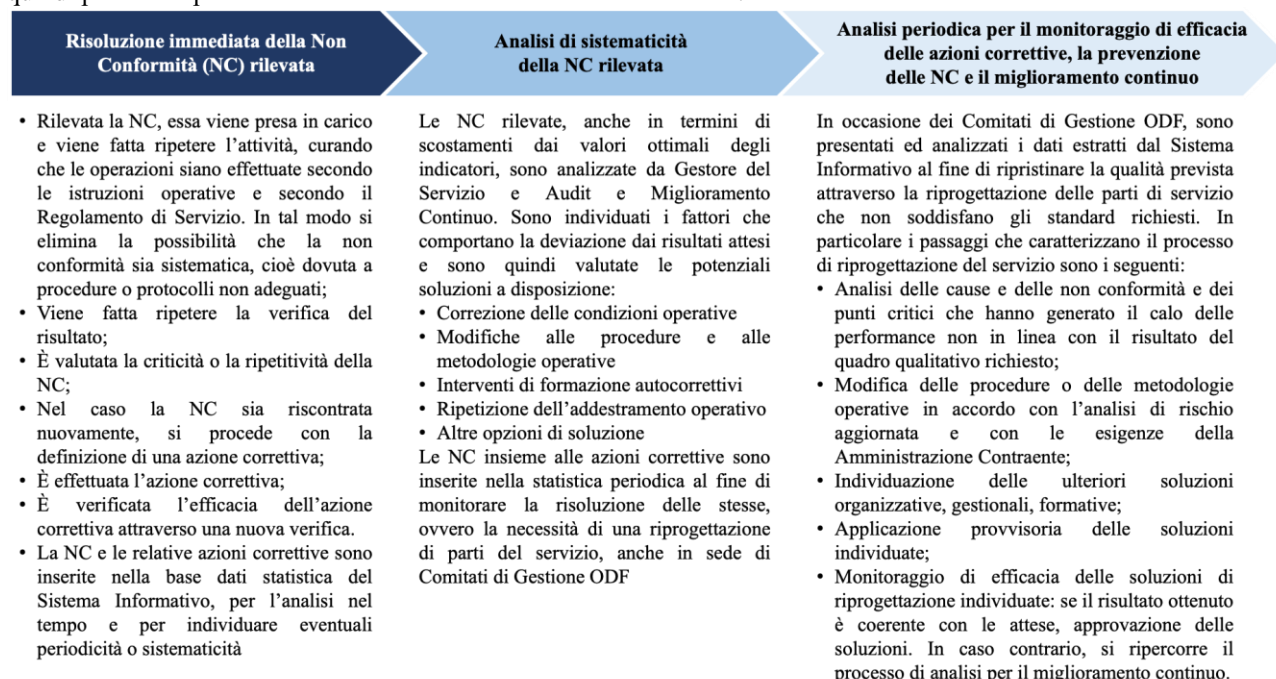 Risoluzione immediata della Non
Conformità (NC) rilevata
Analisi di sistematicità
della NC rilevata
Analisi periodica per il monitoraggio di efficacia
delle azioni correttive, la prevenzione
delle NC e il miglioramento continuo
• Rilevata la NC, essa viene presa in carico
e viene fatta ripetere l’attività, curando
che le operazioni siano effettuate secondo
le istruzioni operative e secondo il
Regolamento di Servizio. In tal modo si
elimina la possibilità che la non
conformità sia sistematica, cioè dovuta a
procedure o protocolli non adeguati;
• Viene fatta ripetere la verifica del
risultato;
• È valutata la criticità o la ripetitività della
NC;
• Nel caso la NC sia riscontrata
nuovamente, si procede con la
definizione di una azione correttiva;
• È effettuata l’azione correttiva;
• È verificata l’efficacia dell’azione
correttiva attraverso una nuova verifica.
• La NC e le relative azioni correttive sono
inserite nella base dati statistica del
Sistema Informativo, per l’analisi nel
tempo e per individuare eventuali
periodicità o sistematicità
Le NC rilevate, anche in termini di
scostamenti dai valori ottimali degli
indicatori, sono analizzate da Gestore del
Servizio e Audit e Miglioramento
Continuo. Sono individuati i fattori che
comportano la deviazione dai risultati attesi
e sono quindi valutate le potenziali
soluzioni a disposizione:
• Correzione delle condizioni operative
• Modifiche alle procedure e alle
metodologie operative
• Interventi di formazione autocorrettivi
• Ripetizione dell’addestramento operativo
• Altre opzioni di soluzione
Le NC insieme alle azioni correttive sono
inserite nella statistica periodica al fine di
monitorare la risoluzione delle stesse,
ovvero la necessità di una riprogettazione
di parti del servizio, anche in sede di
Comitati di Gestione ODF
In occasione dei Comitati di Gestione ODF, sono
presentati ed analizzati i dati estratti dal Sistema
Informativo al fine di ripristinare la qualità prevista
attraverso la riprogettazione delle parti di servizio
che non soddisfano gli standard richiesti. In
particolare i passaggi che caratterizzano il processo
di riprogettazione del servizio sono i seguenti:
• Analisi delle cause e delle non conformità e dei
punti critici che hanno generato il calo delle
performance non in linea con il risultato del
quadro qualitativo richiesto;
• Modifica delle procedure o delle metodologie
operative in accordo con l’analisi di rischio
aggiornata e con le esigenze della
Amministrazione Contraente;
• Individuazione delle ulteriori soluzioni
organizzative, gestionali, formative;
• Applicazione provvisoria delle soluzioni
individuate;
• Monitoraggio di efficacia delle soluzioni di
riprogettazione individuate: se il risultato ottenuto
è coerente con le attese, approvazione delle
soluzioni. In caso contrario, si ripercorre il
processo di analisi per il miglioramento continuo.